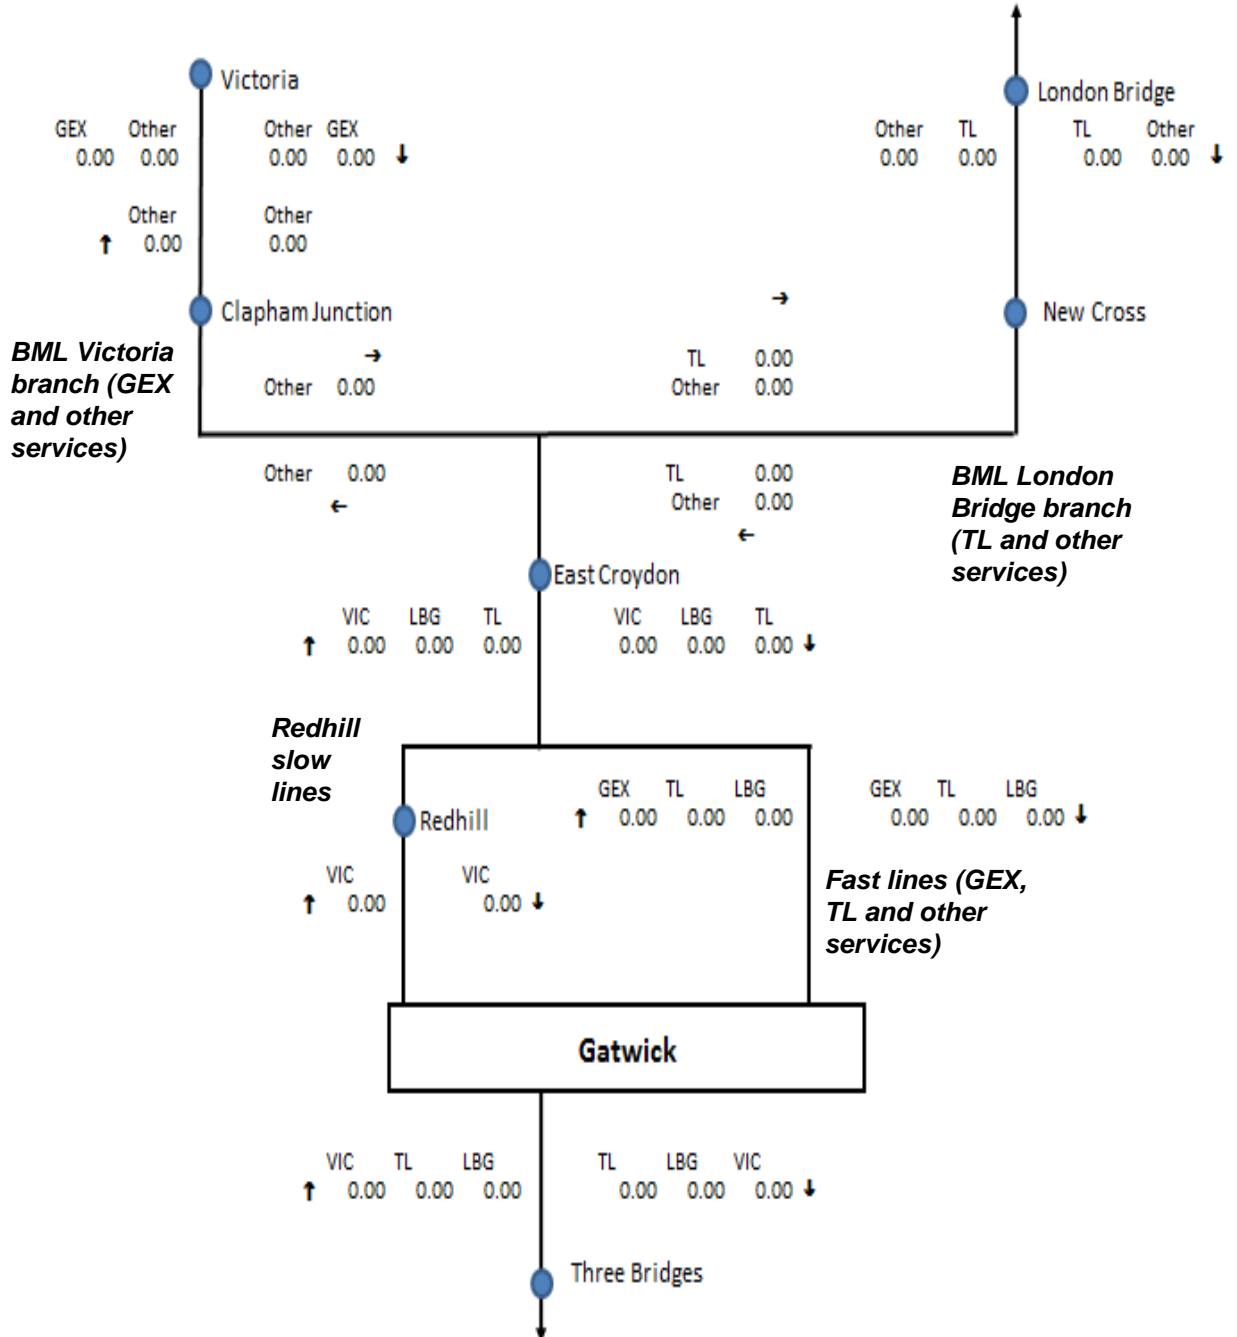 Victoria
London Bridge
GEX Other Other GEX
0.00 0.00 0.00 0.00 ↓
Other TL TL Other
0.00 0.00 0.00 0.00 ↓
Other Other
↑ 0.00 0.00
→
Clapham Junction
New Cross
BML Victoria
branch (GEX
and other
services)
→
Other 0.00
TL 0.00
Other 0.00
Other 0.00
←
TL 0.00
Other 0.00
←
BML London
Bridge branch
(TL and other
services)
East Croydon
VIC LBG TL VIC LBG TL
↑ 0.00 0.00 0.00 0.00 0.00 0.00 ↓
Redhill
slow
lines
GEX TL LBG GEX TL LBG
↑ 0.00 0.00 0.00 0.00 0.00 0.00 ↓
Redhill
VIC VIC
↑ 0.00 0.00 ↓
Fast lines (GEX,
TL and other
services)
Gatwick
VIC TL LBG TL LBG VIC
↑ 0.00 0.00 0.00 0.00 0.00 0.00 ↓
Three Bridges